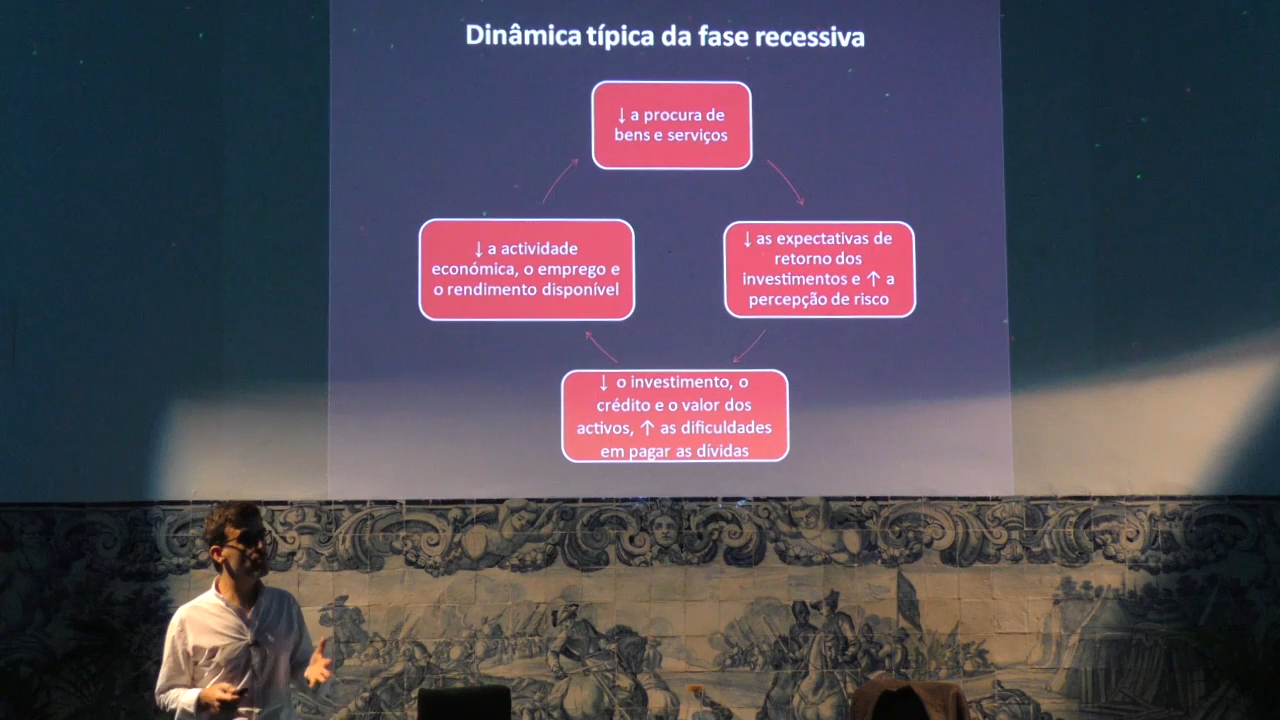 Dinâmica típica da fase recessiva
↓ a procura de
bens e serviços
↓ as expectativas de
retorno dos
investimentos e ↑ a
percepção de risco
↓ o investimento, o
crédito e o valor dos
activos, ↑ as dificuldades
em pagar as dívidas
↓ a actividade
económica, o emprego e
o rendimento disponível